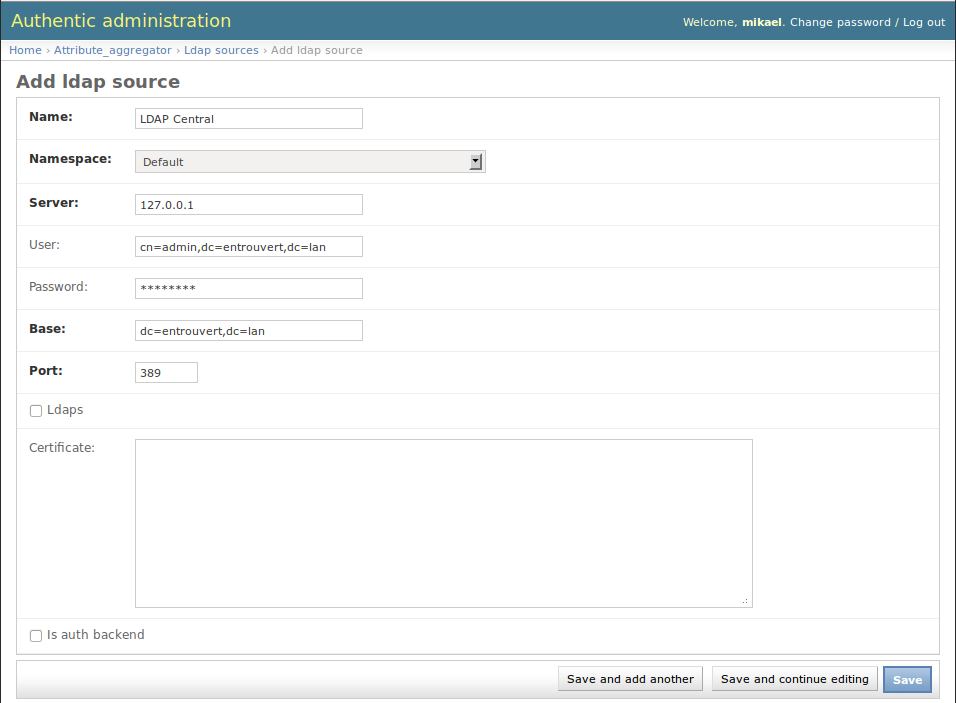 Authentic administration
Welcome, mikael. Change password / Log out
Home › Attribute_aggregator › Ldap sources › Add ldap source
Add ldap source
Name: LDAP Central
Namespace: Default
Server: 127.0.0.1
User: cn=admin,dc=entrouvert,dc=lan
Password: ********
Base: dc=entrouvert,dc=lan
Port: 389
Ldaps
Certificate:
Is auth backend
Save and add another Save and continue editing Save